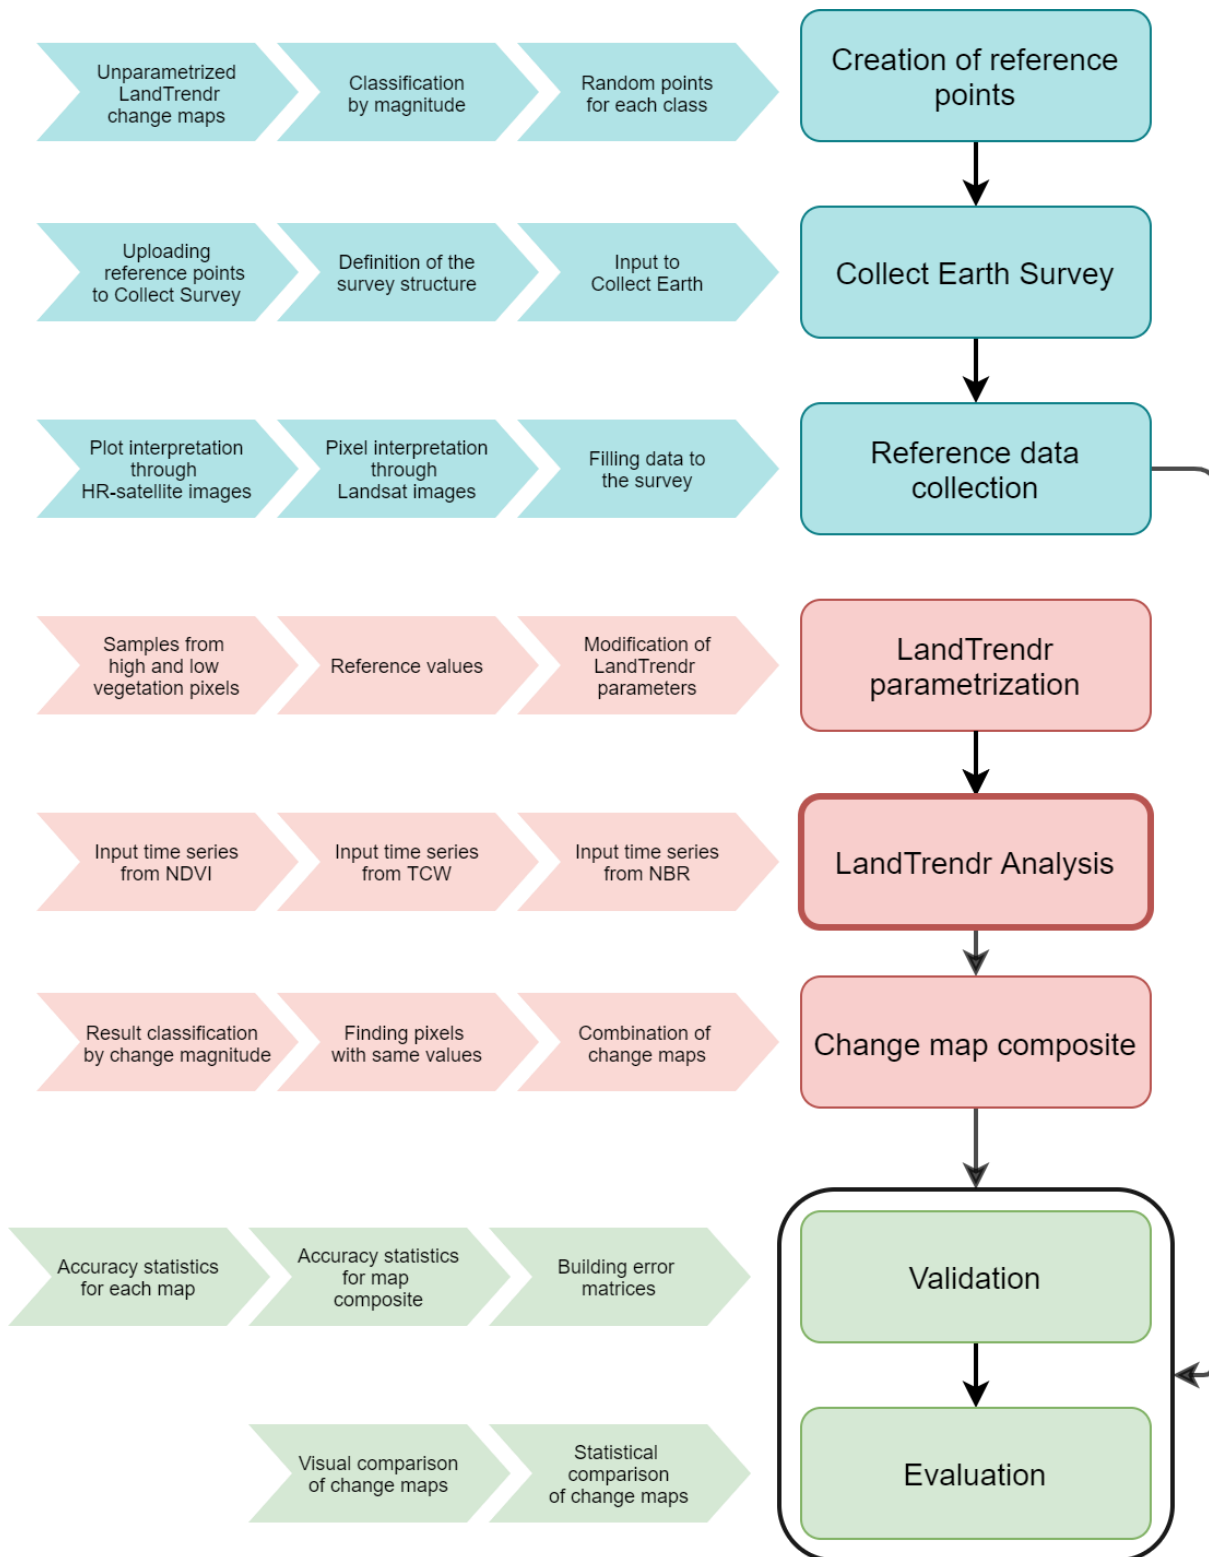 Unparametrized
LandTrendr
change maps
Classification
by magnitude
Random points
for each class
Creation of reference
points
Uploading
reference points
to Collect Survey
Definition of the
survey structure
Input to
Collect Earth
Collect Earth Survey
Plot interpretation
through
HR-satellite images
Pixel interpretation
through
Landsat images
Filling data to
the survey
Reference data
collection
Samples from
high and low
vegetation pixels
Reference values
Modification of
LandTrendr
parameters
LandTrendr
parametrization
Input time series
from NDVI
Input time series
from TCW
Input time series
from NBR
LandTrendr Analysis
Result classification
by change magnitude
Finding pixels
with same values
Combination of
change maps
Change map composite
Accuracy statistics
for each map
Accuracy statistics
for map
composite
Building error
matrices
Validation
Visual comparison
of change maps
Statistical
comparison
of change maps
Evaluation